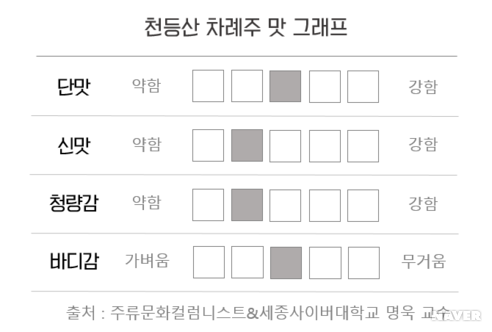 천등산 차례주 맛 그래프
단맛 약함 강함
신맛 약함 강함
청량감 약함 강함
바디감 가벼움 무거움
출처 : 주류문화컬럼니스트&세종사이버대학교 명욱 교수
NAVER